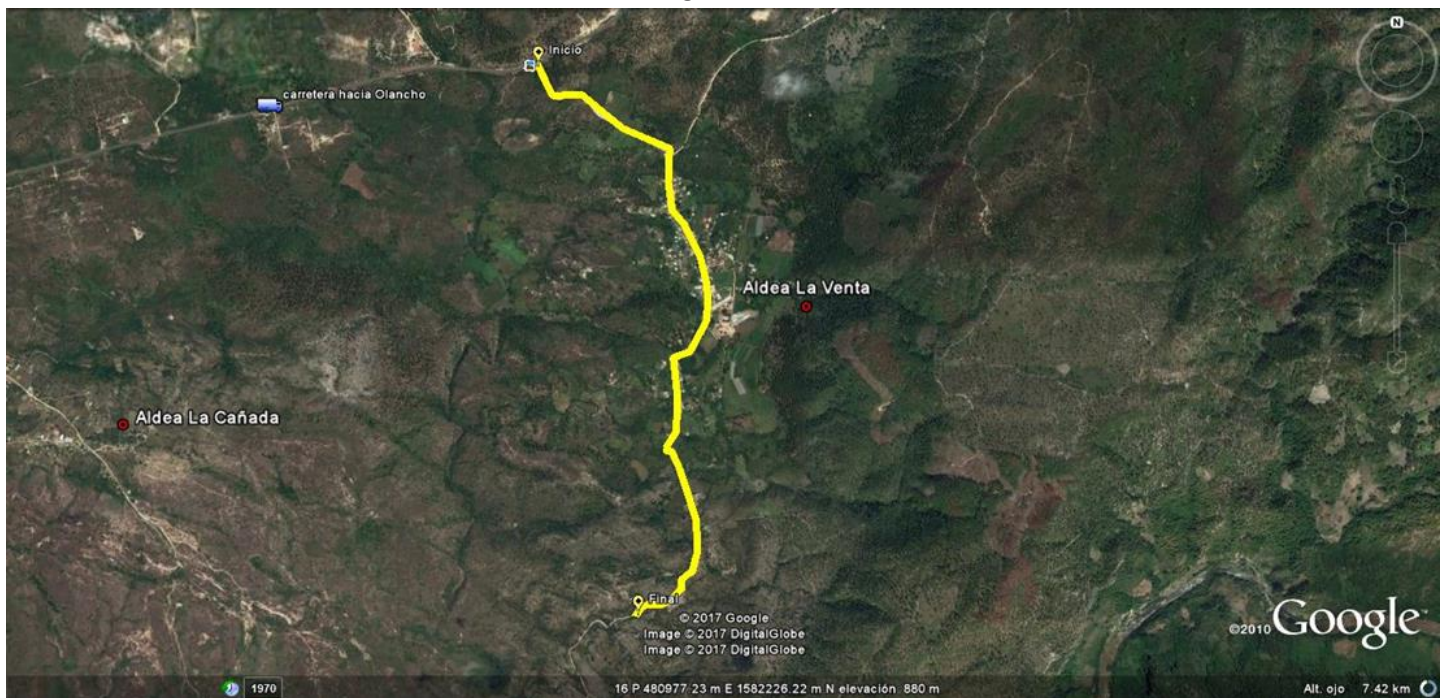 N
Inicio
carretera hacia Olancho
Aldea La Venta
Aldea La Cañada
Final
© 2017 Google
Image © 2017 DigitalGlobe
Image © 2017 DigitalGlobe
©2010 Google
1970
16 P 480977.23 m E 1582226.22 m N elevación 880 m
Alt. ojo 7.42 km